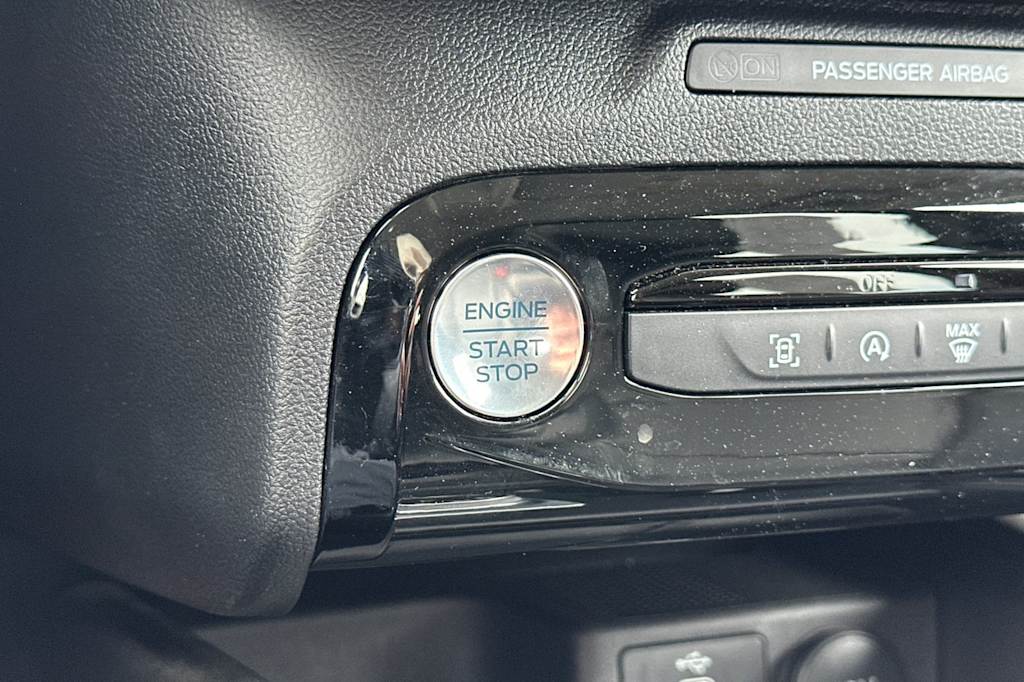 ON PASSENGER AIRBAG
OFF
ENGINE
START
STOP
A
MAX